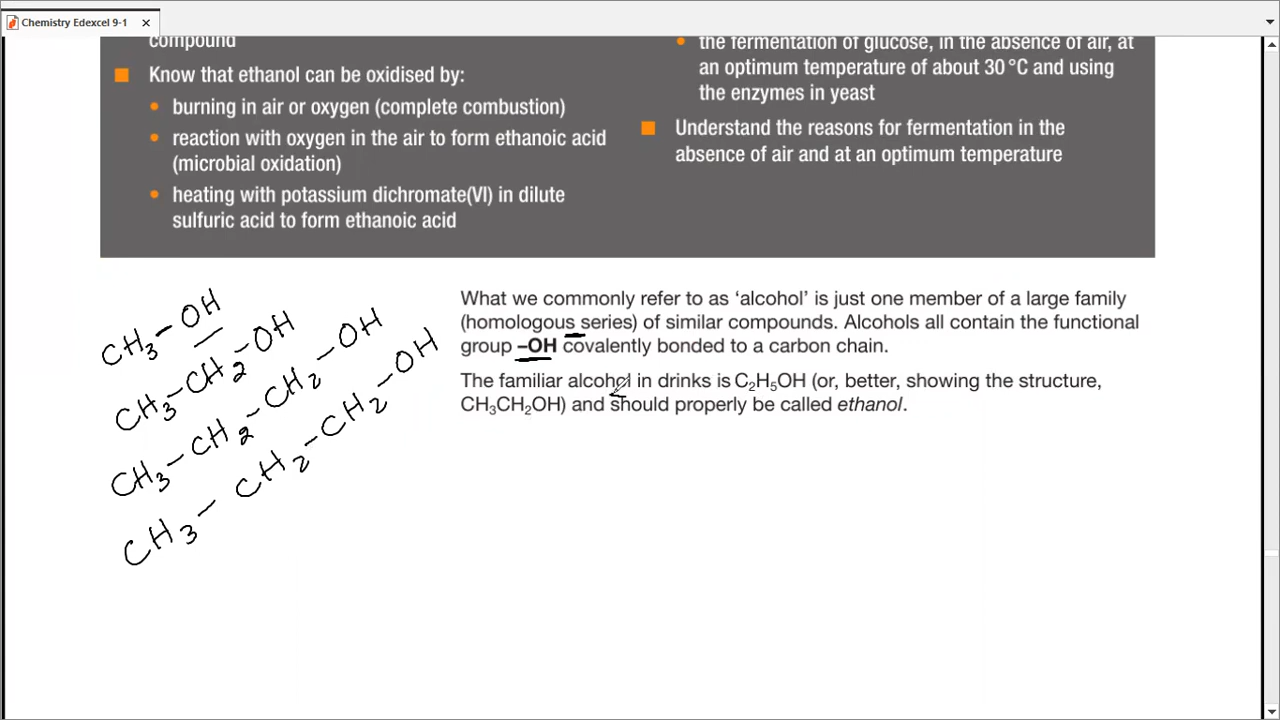 Chemistry Edexcel 9-1
compound
Know that ethanol can be oxidised by:
burning in air or oxygen (complete combustion)
reaction with oxygen in the air to form ethanoic acid
(microbial oxidation)
heating with potassium dichromate(VI) in dilute
sulfuric acid to form ethanoic acid
the fermentation of glucose, in the absence of air, at
an optimum temperature of about 30 °C and using
the enzymes in yeast
Understand the reasons for fermentation in the
absence of air and at an optimum temperature
CH₃–OH
CH₃–CH₂–OH
CH₃–CH₂–CH₂–OH
CH₃–CH₂–CH₂–OH
What we commonly refer to as ‘alcohol’ is just one member of a large family
(homologous series) of similar compounds. Alcohols all contain the functional
group –OH covalently bonded to a carbon chain.
The familiar alcohol in drinks is C₂H₅OH (or, better, showing the structure,
CH₃CH₂OH) and should properly be called ethanol.